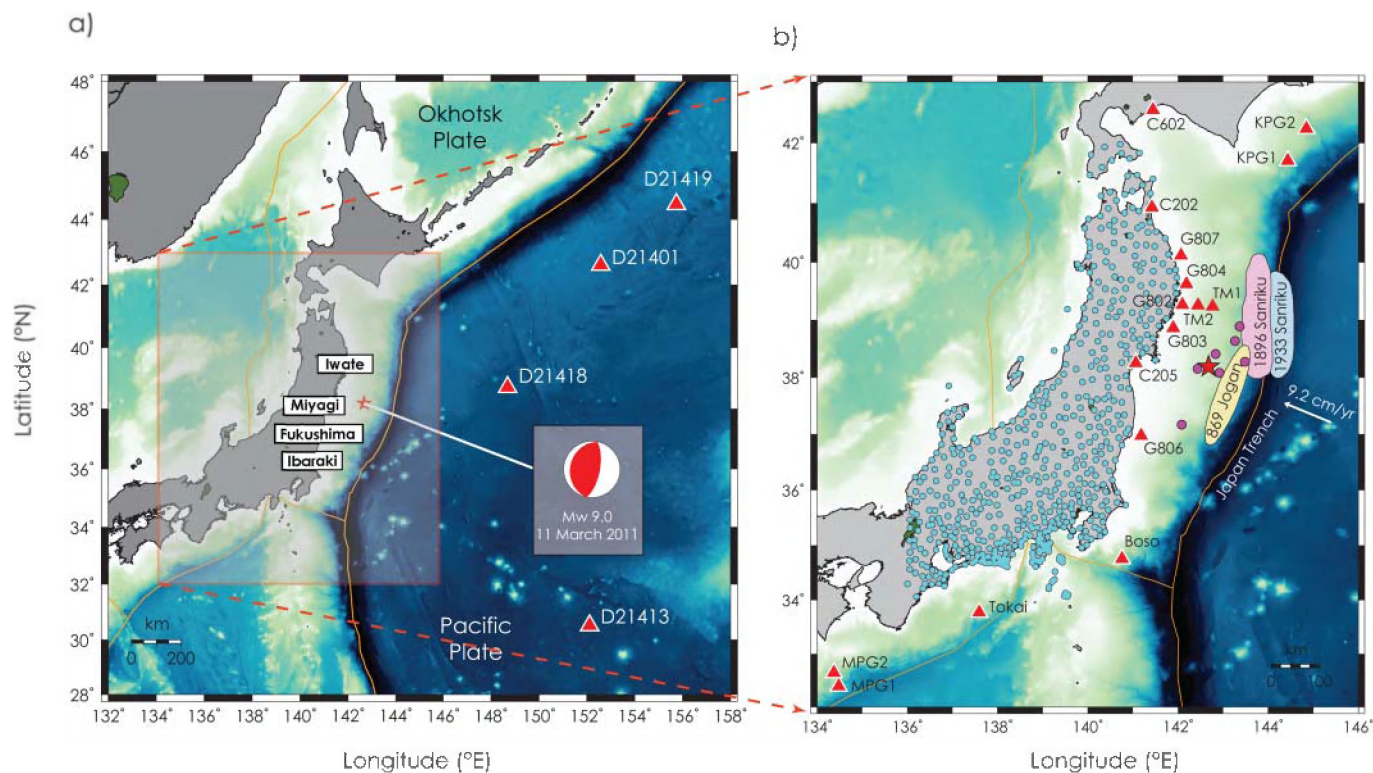 a)
48°
46°
44°
42°
40°
38°
36°
34°
32°
30°
28°
Latitude (°N)
Okhotsk
Plate
D21419
D21401
D21418
D21413
Iwate
Miyagi
Fukushima
Ibaraki
Mw 9.0
11 March 2011
Pacific
Plate
km
0 200
132° 134° 136° 138° 140° 142° 144° 146° 148° 150° 152° 154° 156° 158°
Longitude (°E)
b)
42°
40°
38°
36°
34°
C602
KPG2
KPG1
C202
G807
G804
G802
TM1
TM2
G803
C205
G806
1896 Sanriku
1933 Sanriku
869 Jogan
9.2 cm/yr
Japan Trench
Boso
Tokai
MPG2
MPG1
km
0 100
134° 136° 138° 140° 142° 144° 146°
Longitude (°E)